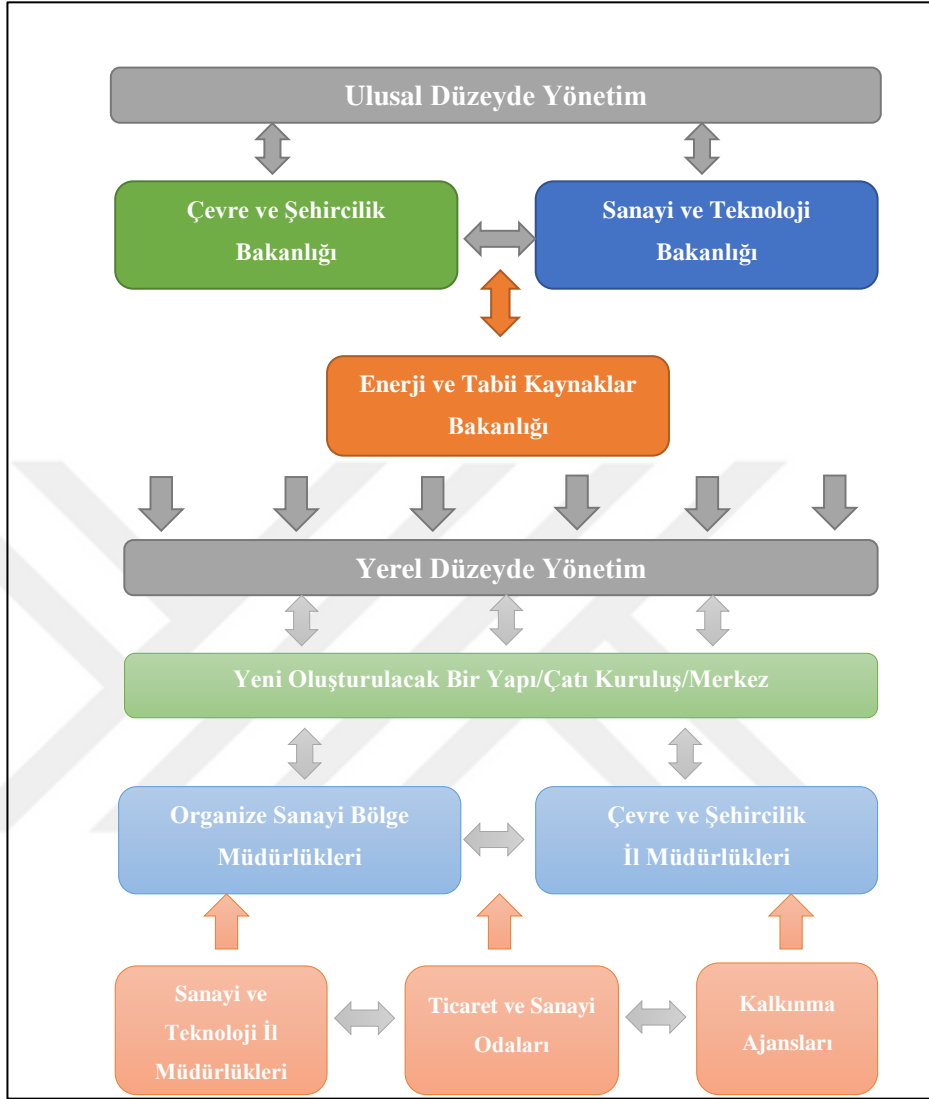 Ulusal Düzeyde Yönetim
Çevre ve Şehircilik
Bakanlığı
Sanayi ve Teknoloji
Bakanlığı
Enerji ve Tabii Kaynaklar
Bakanlığı
Yerel Düzeyde Yönetim
Yeni Oluşturulacak Bir Yapı/Çatı Kuruluş/Merkez
Organize Sanayi Bölge
Müdürlükleri
Çevre ve Şehircilik
İl Müdürlükleri
Sanayi ve
Teknoloji İl
Müdürlükleri
Ticaret ve Sanayi
Odaları
Kalkınma
Ajansları